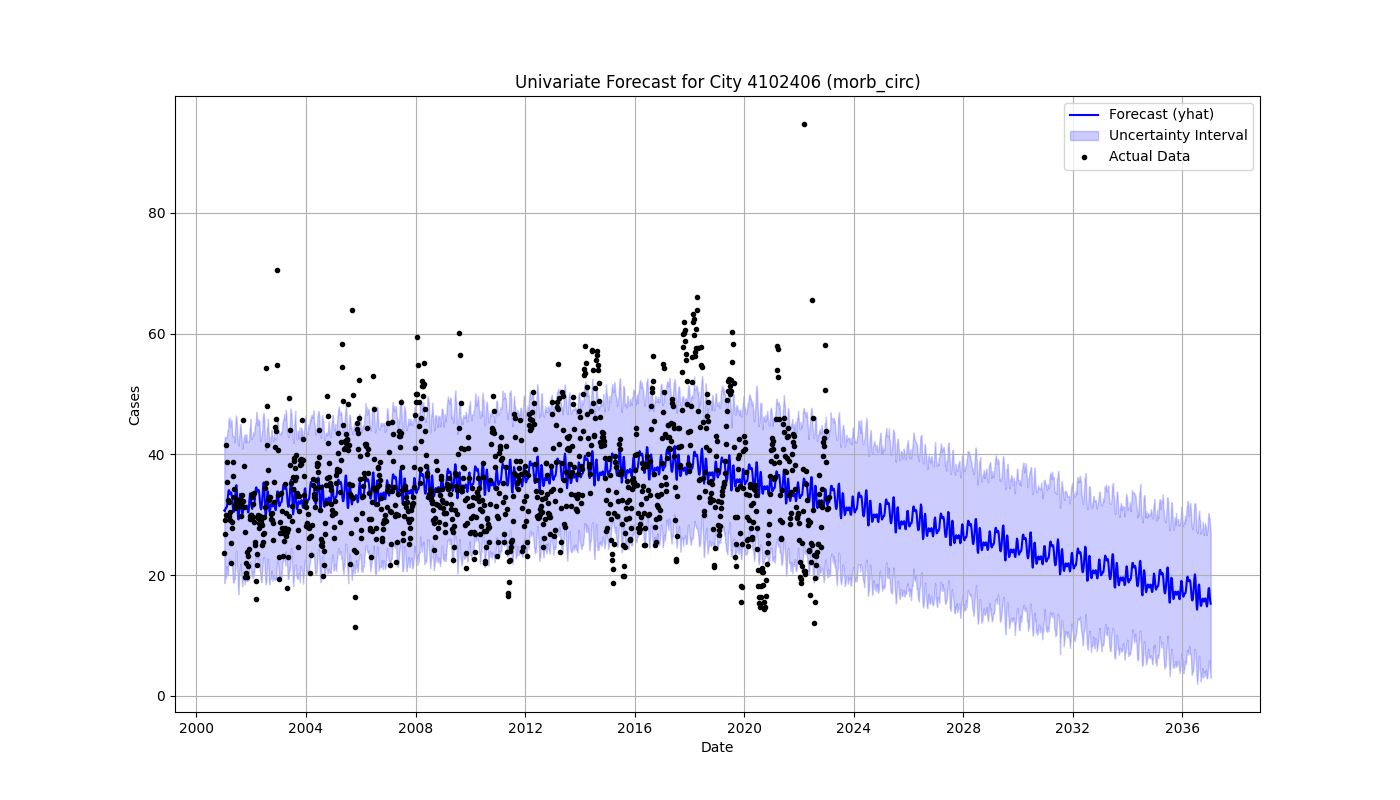 Univariate Forecast for City 4102406 (morb_circ)
Forecast (yhat)
Uncertainty Interval
Actual Data
Cases
80
60
40
20
0
2000 2004 2008 2012 2016 2020 2024 2028 2032 2036
Date